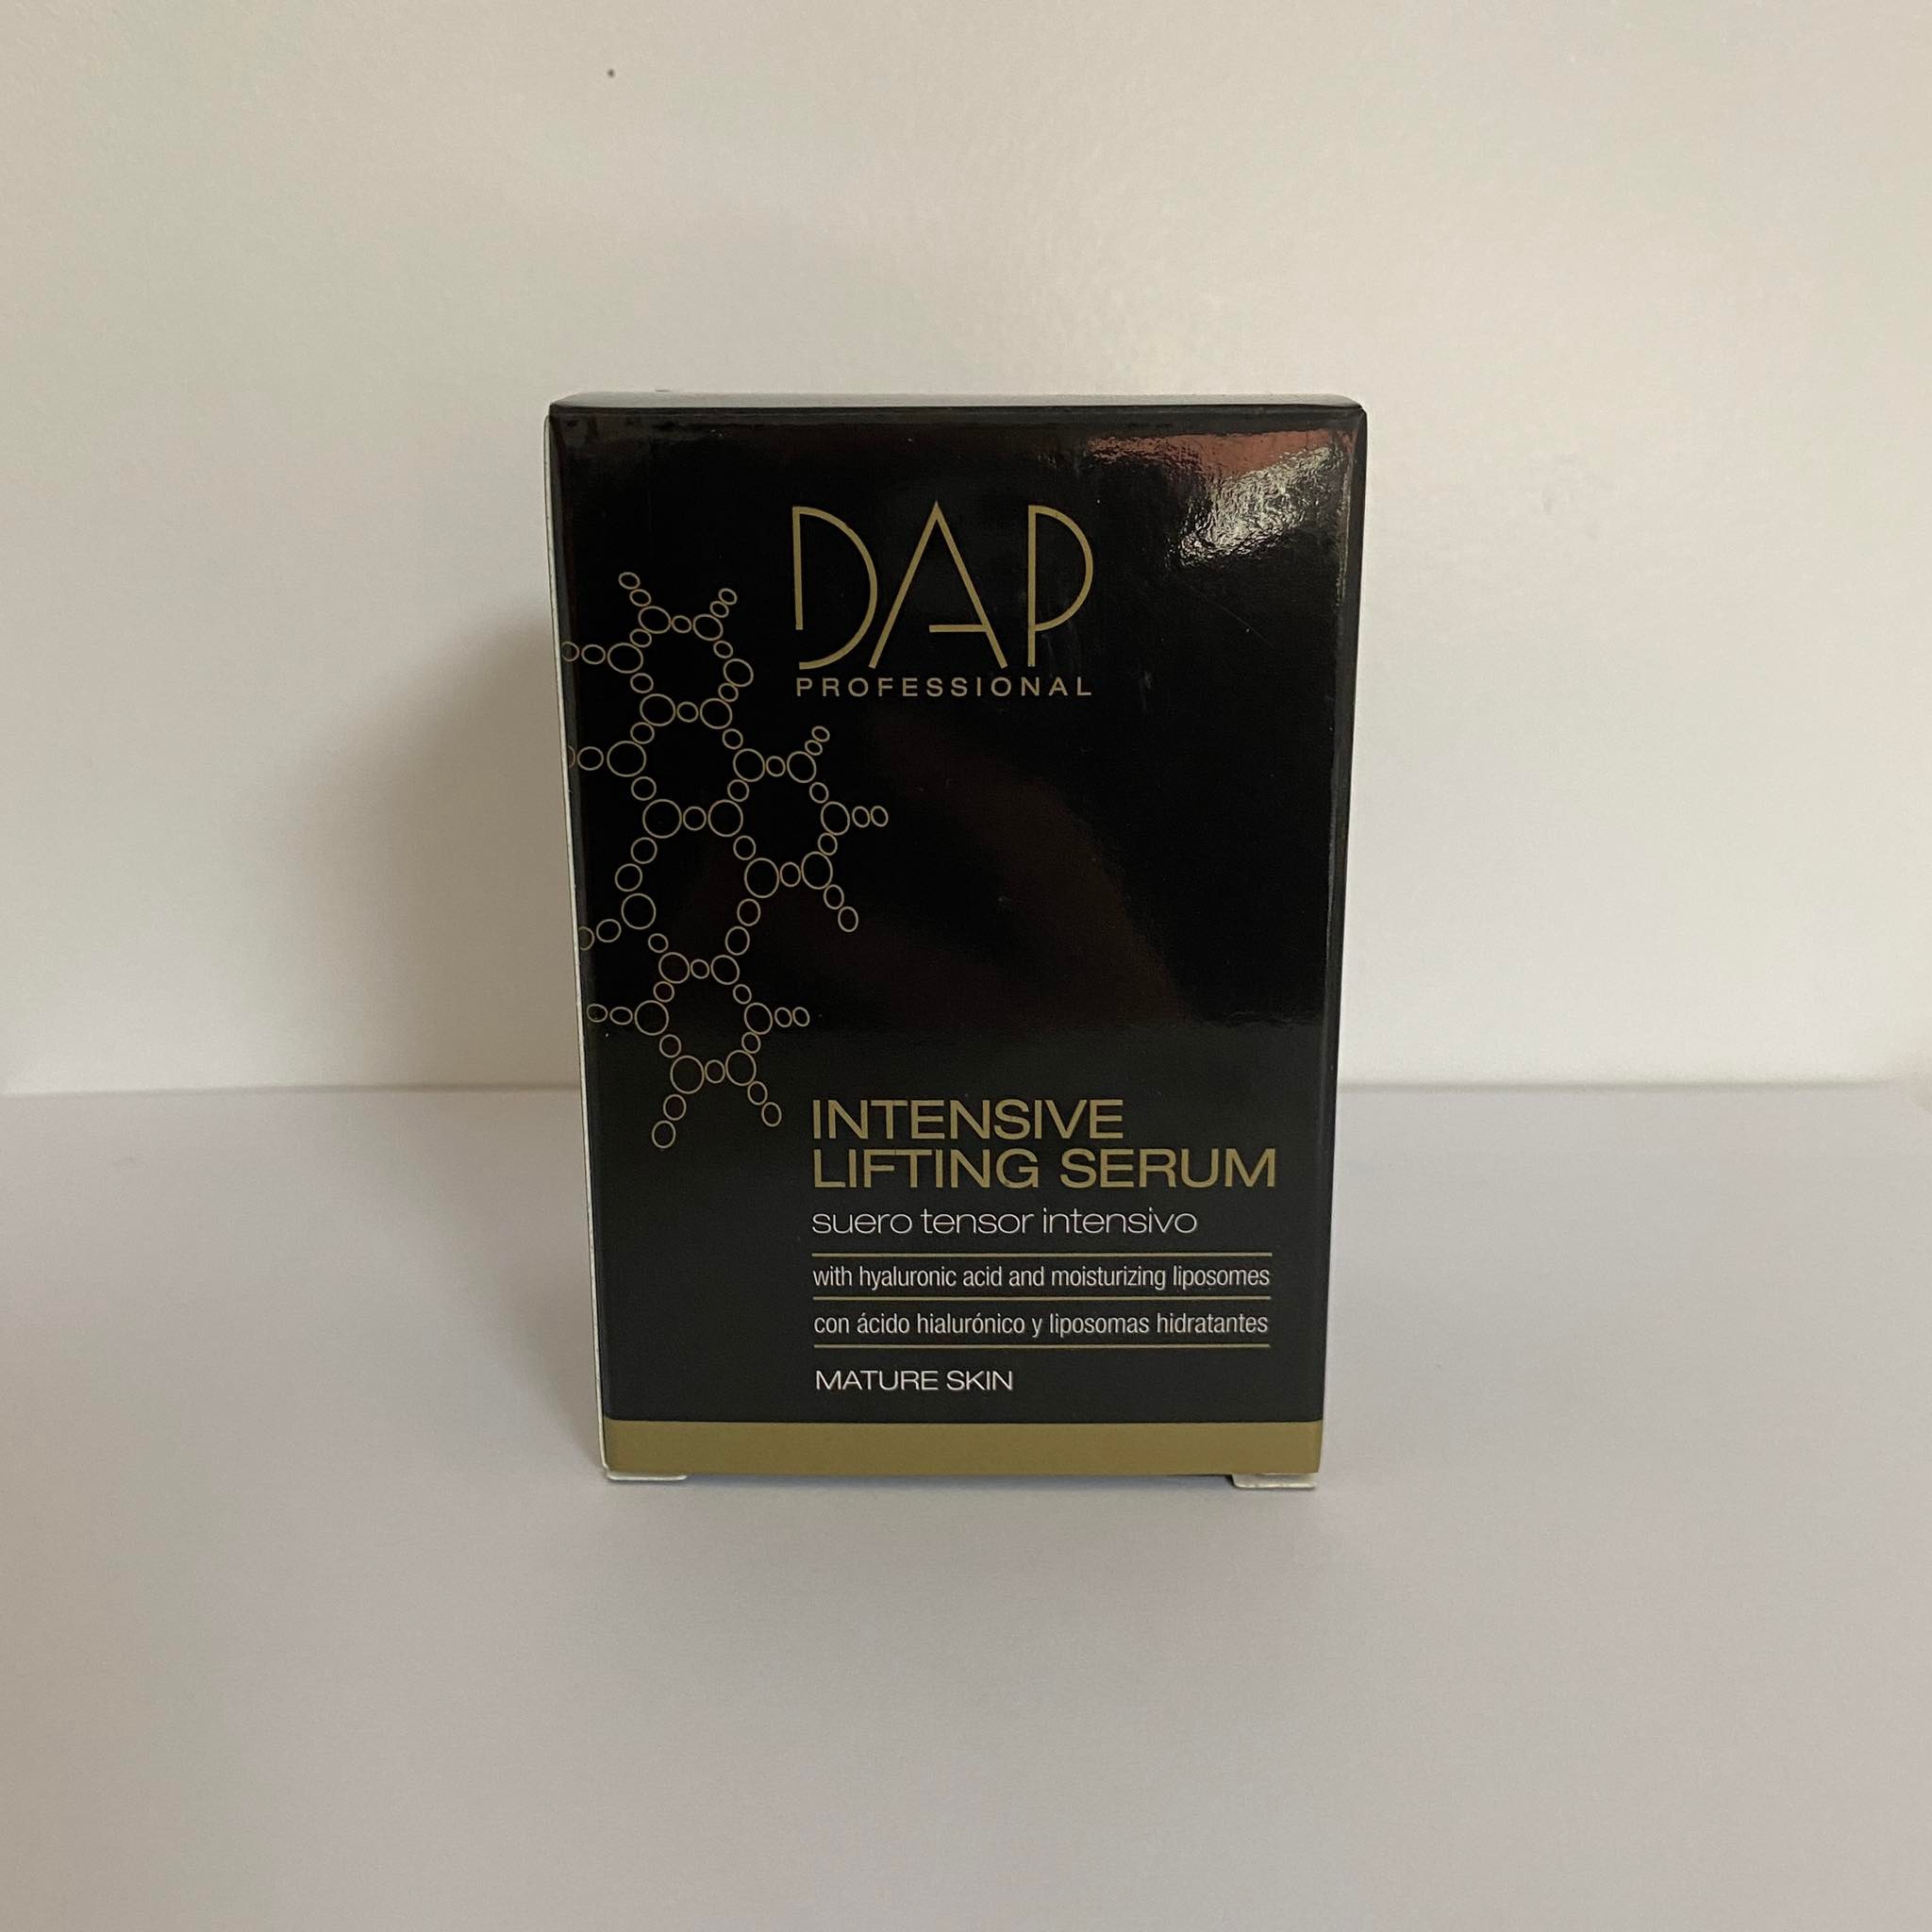 DAP
PROFESSIONAL
INTENSIVE
LIFTING SERUM
suero tensor intensivo
with hyaluronic acid and moisturizing liposomes
con ácido hialurónico y liposomas hidratantes
MATURE SKIN